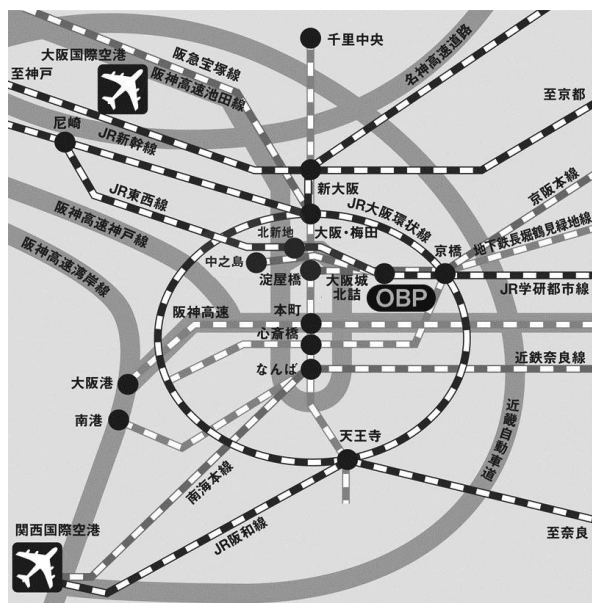 千里中央
名神高速道路
阪急宝塚線
大阪国際空港
阪神高速池田線
至神戸
至京都
尼崎
JR新幹線
京阪本線
新大阪
JR東西線
JR大阪環状線
地下鉄長堀鶴見緑地線
阪神高速神戸線
北新地
大阪・梅田
京橋
阪神高速湾岸線
中之島
淀屋橋
大阪城
北詰
OBP
JR学研都市線
阪神高速
本町
心斎橋
近鉄奈良線
なんば
大阪港
南港
近畿自動車道
天王寺
南海本線
関西国際空港
JR阪和線
至奈良